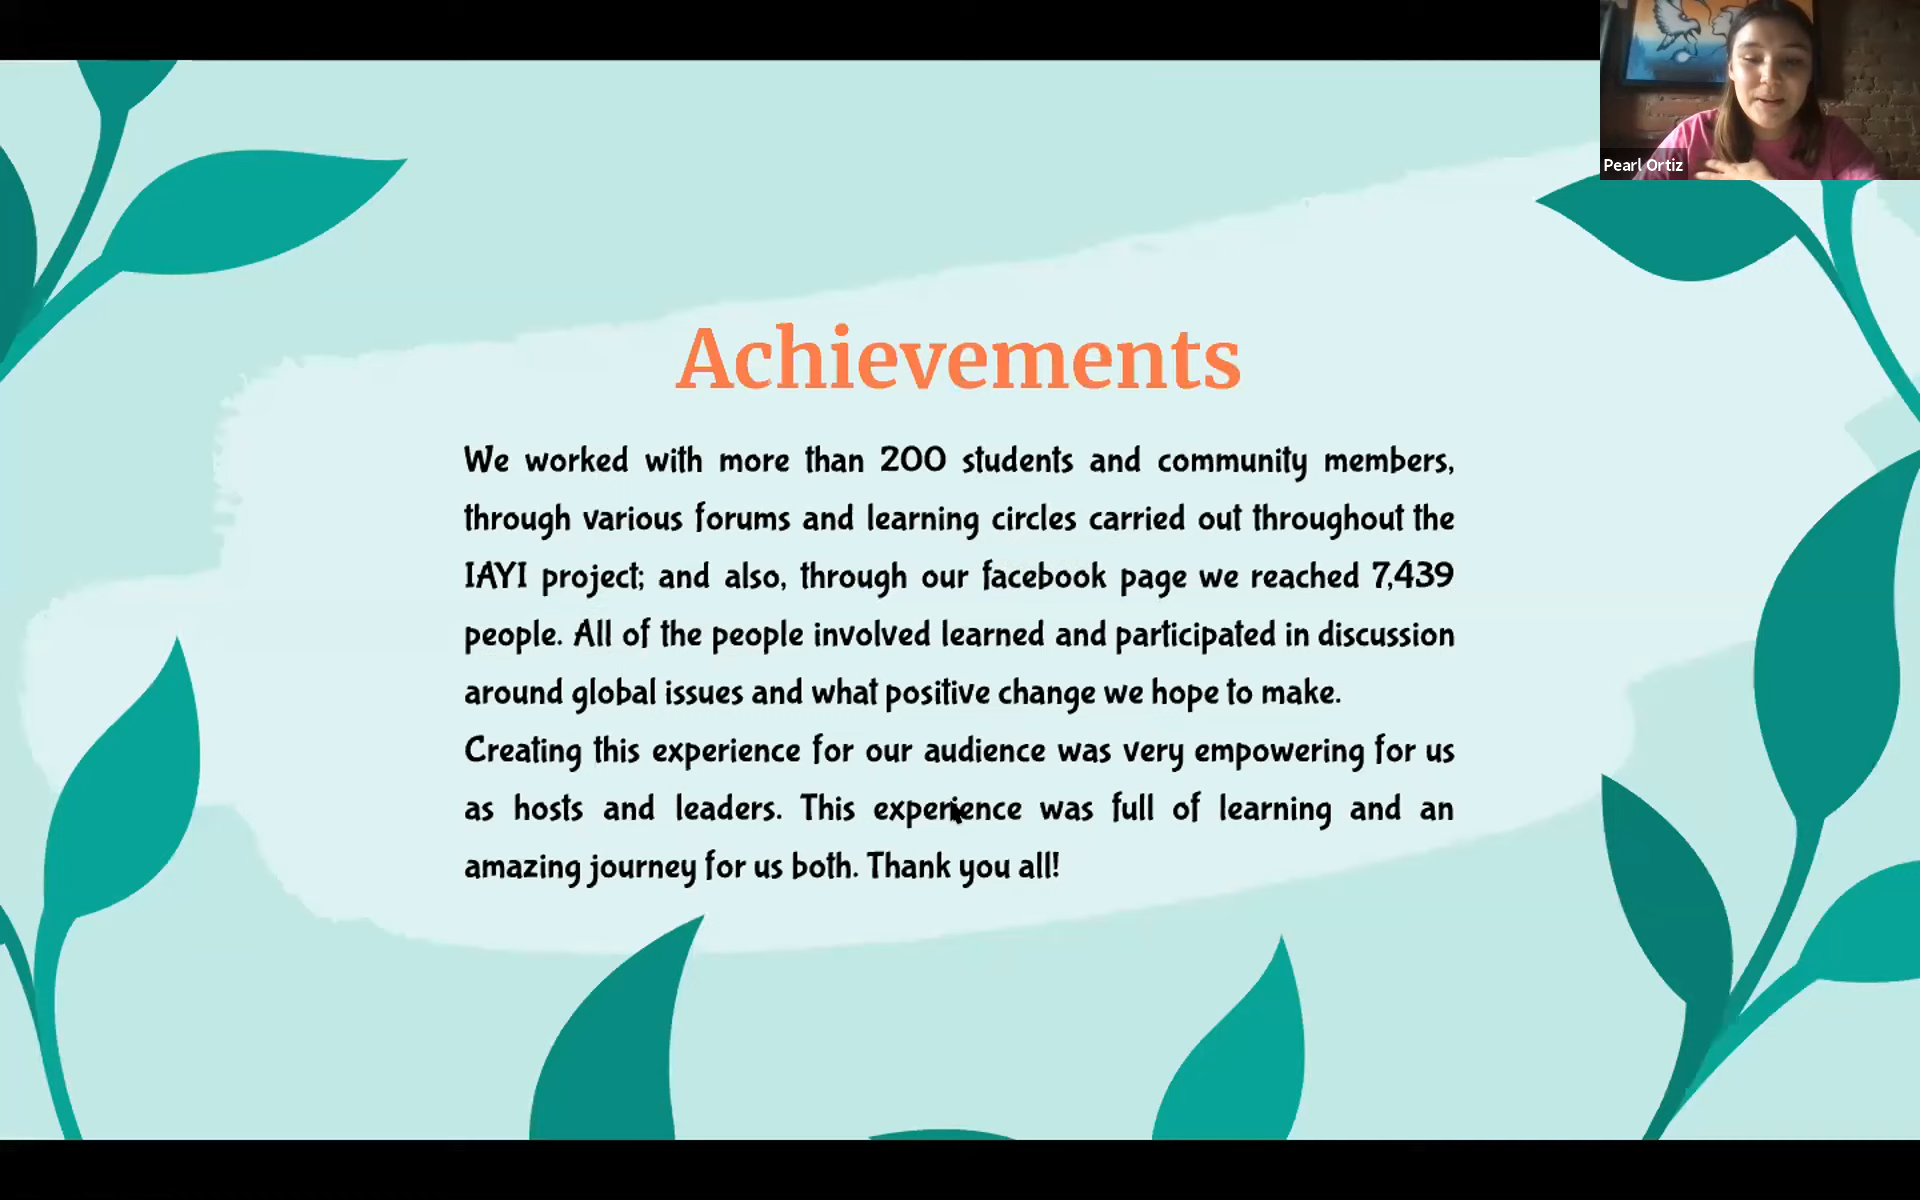 Pearl Ortiz
Achievements
We worked with more than 200 students and community members,
through various forums and learning circles carried out throughout the
IAYI project; and also, through our facebook page we reached 7,439
people. All of the people involved learned and participated in discussion
around global issues and what positive change we hope to make.
Creating this experience for our audience was very empowering for us
as hosts and leaders. This experience was full of learning and an
amazing journey for us both. Thank you all!